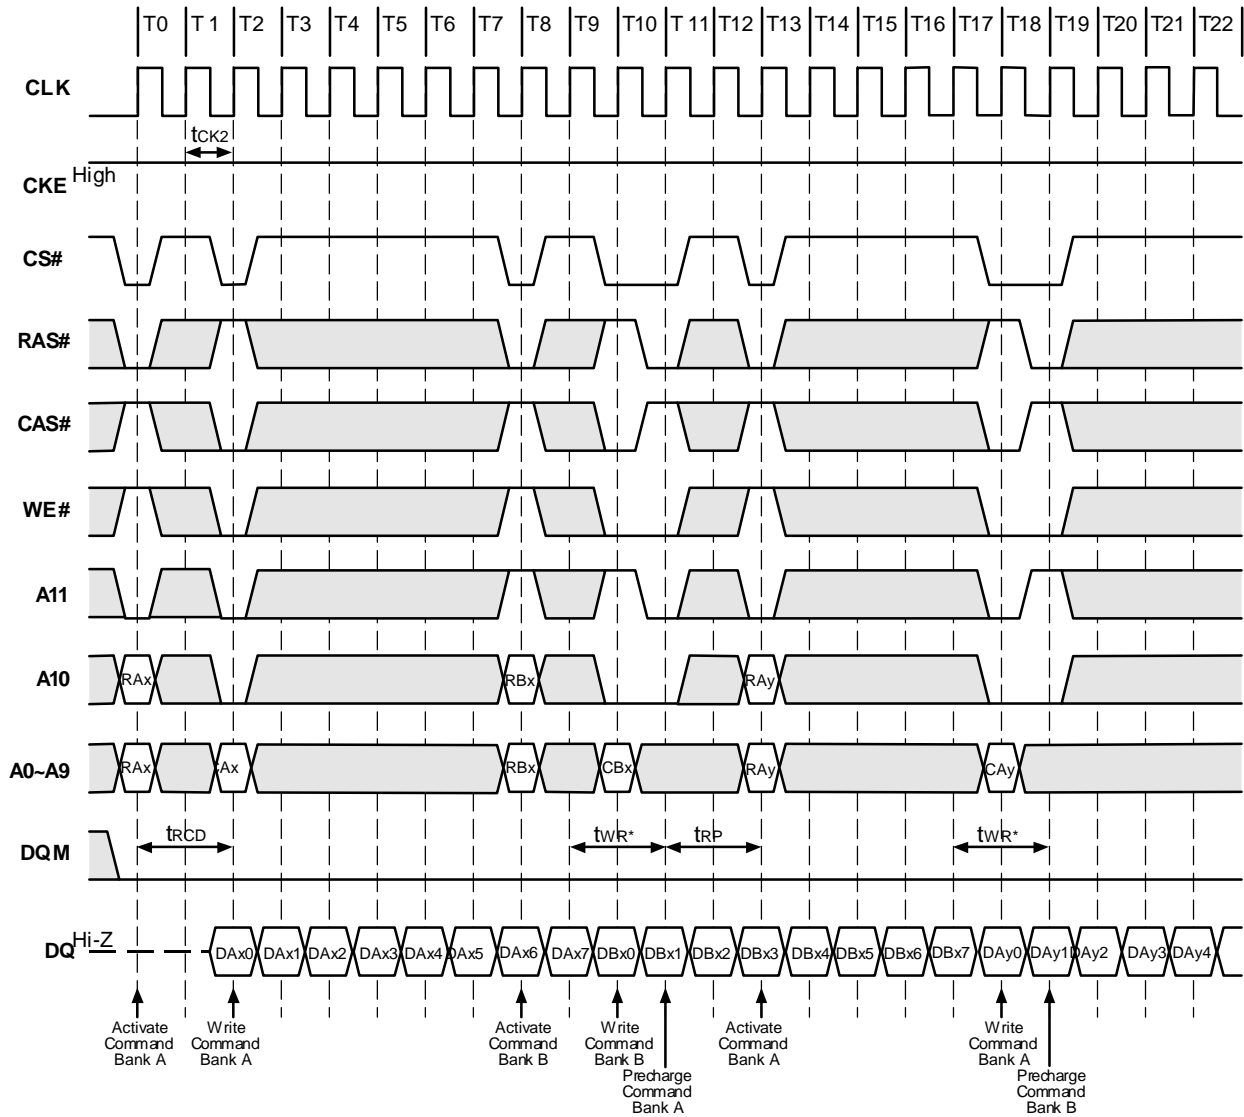 T0 T 1 T2 T3 T4 T5 T6 T7 T8 T9 T10 T 11 T12 T13 T14 T15 T16 T17 T18 T19 T20 T21 T22
CLK
tCK2
CKE High
CS#
RAS#
CAS#
WE#
A11
A10 RAx RBx RAy
A0~A9 RAx CAx RBx CBx RAy CAy
DQM tRCD tWR* tRP tWR*
DQ Hi-Z DAx0 DAx1 DAx2 DAx3 DAx4 DAx5 DAx6 DAx7 DBx0 DBx1 DBx2 DBx3 DBx4 DBx5 DBx6 DBx7 DAy0 DAy1 DAy2 DAy3 DAy4
Activate
Command
Bank A
Write
Command
Bank A
Activate
Command
Bank B
Write
Command
Bank B
Precharge
Command
Bank A
Activate
Command
Bank A
Write
Command
Bank A
Precharge
Command
Bank B